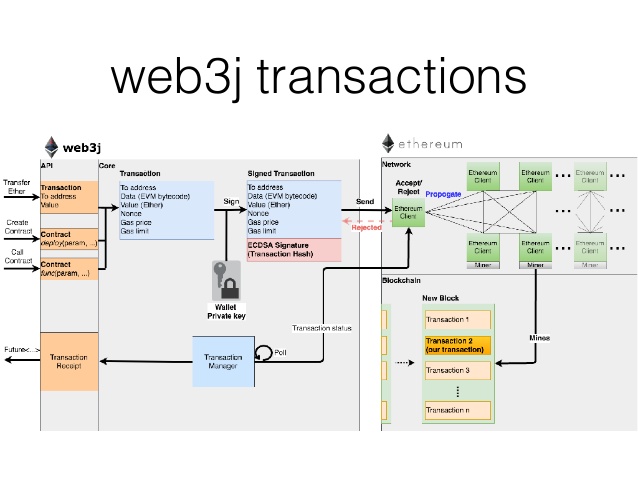 web3j transactions
web3j
ethereum
API
Core
Transaction
Signed Transaction
Network
Transfer
Ether
Transaction
To address
Value
To address
Data (EVM bytecode)
Value (Ether)
Nonce
Gas price
Gas limit
Sign
To address
Data (EVM bytecode)
Value (Ether)
Nonce
Gas price
Gas limit
ECDSA Signature
(Transaction Hash)
Send
Rejected
Accept/
Reject
Ethereum
Client
Propogate
Ethereum
Client
Ethereum
Client
Ethereum
Client
Ethereum
Client
Miner
Ethereum
Client
Miner
Ethereum
Client
Miner
Create
Contract
Contract
deploy(param, ..)
Call
Contract
Contract
func(param, ...)
Wallet
Private key
Blockchain
New Block
Transaction 1
Transaction 2
(our transaction)
Transaction 3
Transaction n
Mines
Transaction status
Future<...>
Transaction
Receipt
Transaction
Manager
Poll